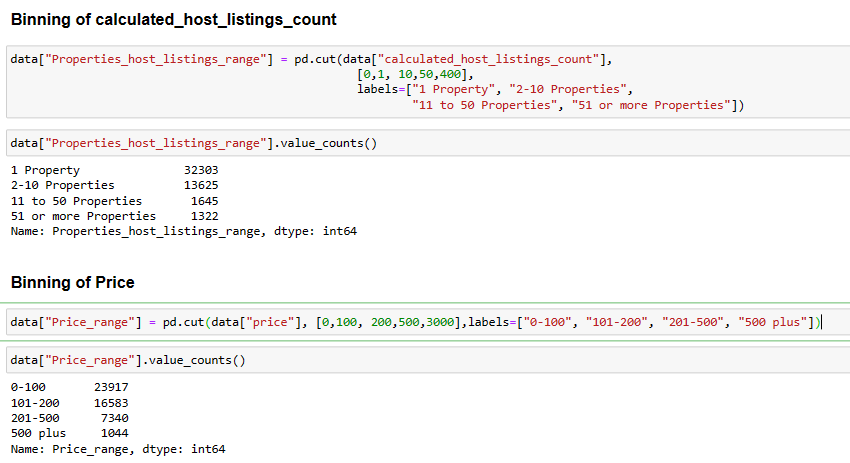 Binning of calculated_host_listings_count
data["Properties_host_listings_range"] = pd.cut(data["calculated_host_listings_count"],
[0,1, 10,50,400],
labels=["1 Property", "2-10 Properties",
"11 to 50 Properties", "51 or more Properties"])
data["Properties_host_listings_range"].value_counts()
1 Property 32303
2-10 Properties 13625
11 to 50 Properties 1645
51 or more Properties 1322
Name: Properties_host_listings_range, dtype: int64
Binning of Price
data["Price_range"] = pd.cut(data["price"], [0,100, 200,500,3000],labels=["0-100", "101-200", "201-500", "500 plus"])
data["Price_range"].value_counts()
0-100 23917
101-200 16583
201-500 7340
500 plus 1044
Name: Price_range, dtype: int64